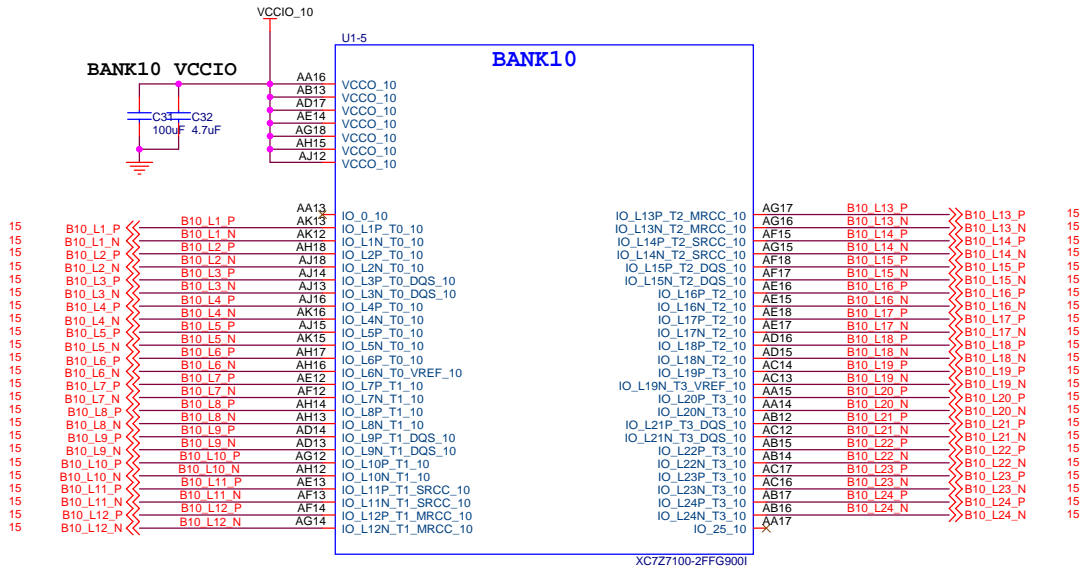 VCCIO_10
U1-5
BANK10
BANK10 VCCIO
AA16 VCCO_10
AB13 VCCO_10
AD17 VCCO_10
AE14 VCCO_10
AG18 VCCO_10
AH15 VCCO_10
AJ12 VCCO_10
C31 C32
100uF 4.7uF
AA13 IO_0_10
15 B10_L1_P B10_L1_P AK13 IO_L1P_T0_10
15 B10_L1_N B10_L1_N AK12 IO_L1N_T0_10
15 B10_L2_P B10_L2_P AH18 IO_L2P_T0_10
15 B10_L2_N B10_L2_N AJ18 IO_L2N_T0_10
15 B10_L3_P B10_L3_P AJ14 IO_L3P_T0_DQS_10
15 B10_L3_N B10_L3_N AJ13 IO_L3N_T0_DQS_10
15 B10_L4_P B10_L4_P AJ16 IO_L4P_T0_10
15 B10_L4_N B10_L4_N AK16 IO_L4N_T0_10
15 B10_L5_P B10_L5_P AJ15 IO_L5P_T0_10
15 B10_L5_N B10_L5_N AK15 IO_L5N_T0_10
15 B10_L6_P B10_L6_P AH17 IO_L6P_T0_10
15 B10_L6_N B10_L6_N AH16 IO_L6N_T0_VREF_10
15 B10_L7_P B10_L7_P AE12 IO_L7P_T1_10
15 B10_L7_N B10_L7_N AF12 IO_L7N_T1_10
15 B10_L8_P B10_L8_P AH14 IO_L8P_T1_10
15 B10_L8_N B10_L8_N AH13 IO_L8N_T1_10
15 B10_L9_P B10_L9_P AD14 IO_L9P_T1_DQS_10
15 B10_L9_N B10_L9_N AD13 IO_L9N_T1_DQS_10
15 B10_L10_P B10_L10_P AG12 IO_L10P_T1_10
15 B10_L10_N B10_L10_N AH12 IO_L10N_T1_10
15 B10_L11_P B10_L11_P AE13 IO_L11P_T1_SRCC_10
15 B10_L11_N B10_L11_N AF13 IO_L11N_T1_SRCC_10
15 B10_L12_P B10_L12_P AF14 IO_L12P_T1_MRCC_10
15 B10_L12_N B10_L12_N AG14 IO_L12N_T1_MRCC_10
IO_L13P_T2_MRCC_10 AG17 B10_L13_P B10_L13_P 15
IO_L13N_T2_MRCC_10 AG16 B10_L13_N B10_L13_N 15
IO_L14P_T2_SRCC_10 AF15 B10_L14_P B10_L14_P 15
IO_L14N_T2_SRCC_10 AG15 B10_L14_N B10_L14_N 15
IO_L15P_T2_DQS_10 AF18 B10_L15_P B10_L15_P 15
IO_L15N_T2_DQS_10 AF17 B10_L15_N B10_L15_N 15
IO_L16P_T2_10 AE16 B10_L16_P B10_L16_P 15
IO_L16N_T2_10 AE15 B10_L16_N B10_L16_N 15
IO_L17P_T2_10 AE18 B10_L17_P B10_L17_P 15
IO_L17N_T2_10 AE17 B10_L17_N B10_L17_N 15
IO_L18P_T2_10 AD16 B10_L18_P B10_L18_P 15
IO_L18N_T2_10 AD15 B10_L18_N B10_L18_N 15
IO_L19P_T3_10 AC14 B10_L19_P B10_L19_P 15
IO_L19N_T3_VREF_10 AC13 B10_L19_N B10_L19_N 15
IO_L20P_T3_10 AA15 B10_L20_P B10_L20_P 15
IO_L20N_T3_10 AA14 B10_L20_N B10_L20_N 15
IO_L21P_T3_DQS_10 AB12 B10_L21_P B10_L21_P 15
IO_L21N_T3_DQS_10 AC12 B10_L21_N B10_L21_N 15
IO_L22P_T3_10 AB15 B10_L22_P B10_L22_P 15
IO_L22N_T3_10 AB14 B10_L22_N B10_L22_N 15
IO_L23P_T3_10 AC17 B10_L23_P B10_L23_P 15
IO_L23N_T3_10 AC16 B10_L23_N B10_L23_N 15
IO_L24P_T3_10 AB17 B10_L24_P B10_L24_P 15
IO_L24N_T3_10 AB16 B10_L24_N B10_L24_N 15
IO_25_10 AA17
XC7Z7100-2FFG900I